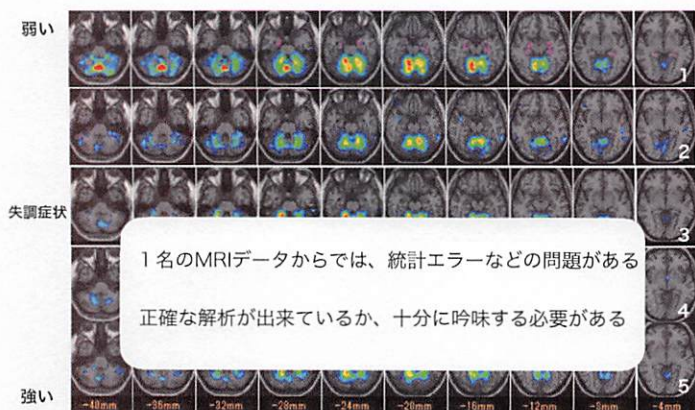 弱い
1
2
失調症状
3
1名のMRIデータからでは、統計エラーなどの問題がある
4
正確な解析が出来ているか、十分に吟味する必要がある
5
強い
-40mm -36mm -32mm -28mm -24mm -20mm -16mm -12mm -8mm -4mm